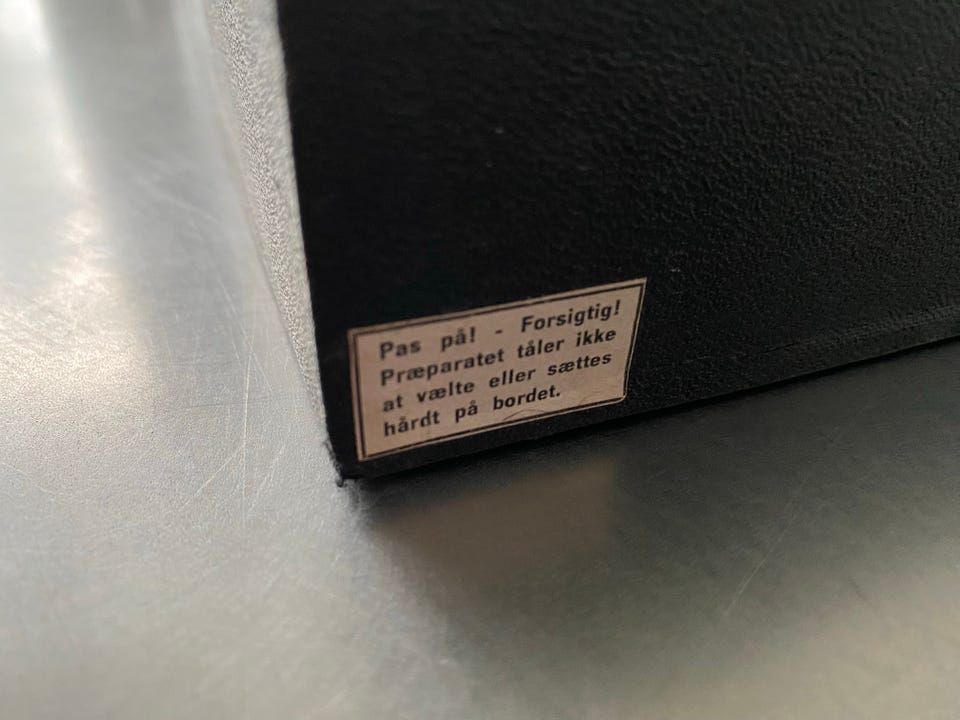 Pas på! - Forsigtig!
Præparatet tåler ikke
at vælte eller sættes
hårdt på bordet.